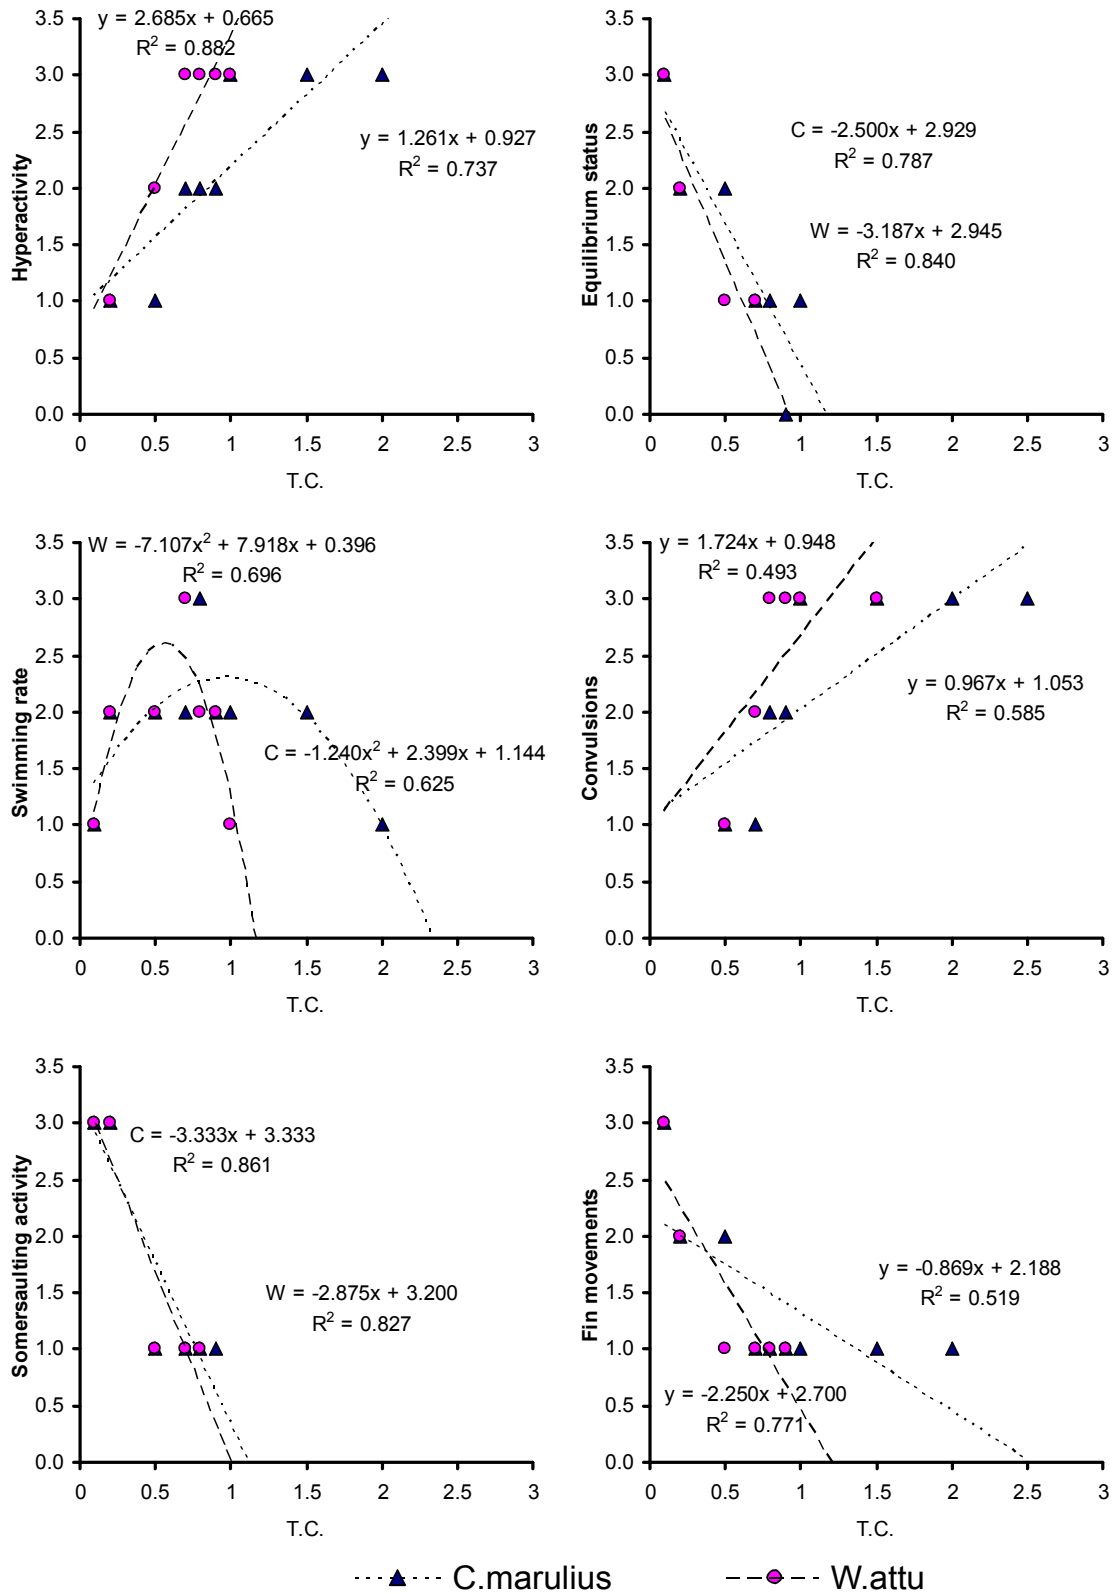 y = 2.685x + 0.665
R² = 0.882
y = 1.261x + 0.927
R² = 0.737
Hyperactivity
3.5
3.0
2.5
2.0
1.5
1.0
0.5
0.0
0 0.5 1 1.5 2 2.5 3
T.C.
C = -2.500x + 2.929
R² = 0.787
W = -3.187x + 2.945
R² = 0.840
Equilibrium status
3.5
3.0
2.5
2.0
1.5
1.0
0.5
0.0
0 0.5 1 1.5 2 2.5 3
T.C.
W = -7.107x² + 7.918x + 0.396
R² = 0.696
C = -1.240x² + 2.399x + 1.144
R² = 0.625
Swimming rate
3.5
3.0
2.5
2.0
1.5
1.0
0.5
0.0
0 0.5 1 1.5 2 2.5 3
T.C.
y = 1.724x + 0.948
R² = 0.493
y = 0.967x + 1.053
R² = 0.585
Convulsions
3.5
3.0
2.5
2.0
1.5
1.0
0.5
0.0
0 0.5 1 1.5 2 2.5 3
T.C.
C = -3.333x + 3.333
R² = 0.861
W = -2.875x + 3.200
R² = 0.827
Somersaulting activity
3.5
3.0
2.5
2.0
1.5
1.0
0.5
0.0
0 0.5 1 1.5 2 2.5 3
T.C.
y = -0.869x + 2.188
R² = 0.519
y = -2.250x + 2.700
R² = 0.771
Fin movements
3.5
3.0
2.5
2.0
1.5
1.0
0.5
0.0
0 0.5 1 1.5 2 2.5 3
T.C.
C.marulius W.attu